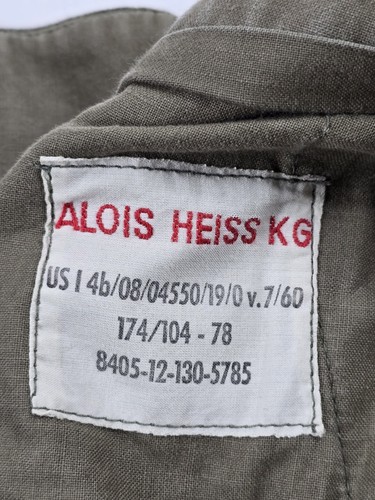 ALOIS HEISS KG
US I 4b/08/04550/19/0 v.7/60
174/104 - 78
8405-12-130-5785